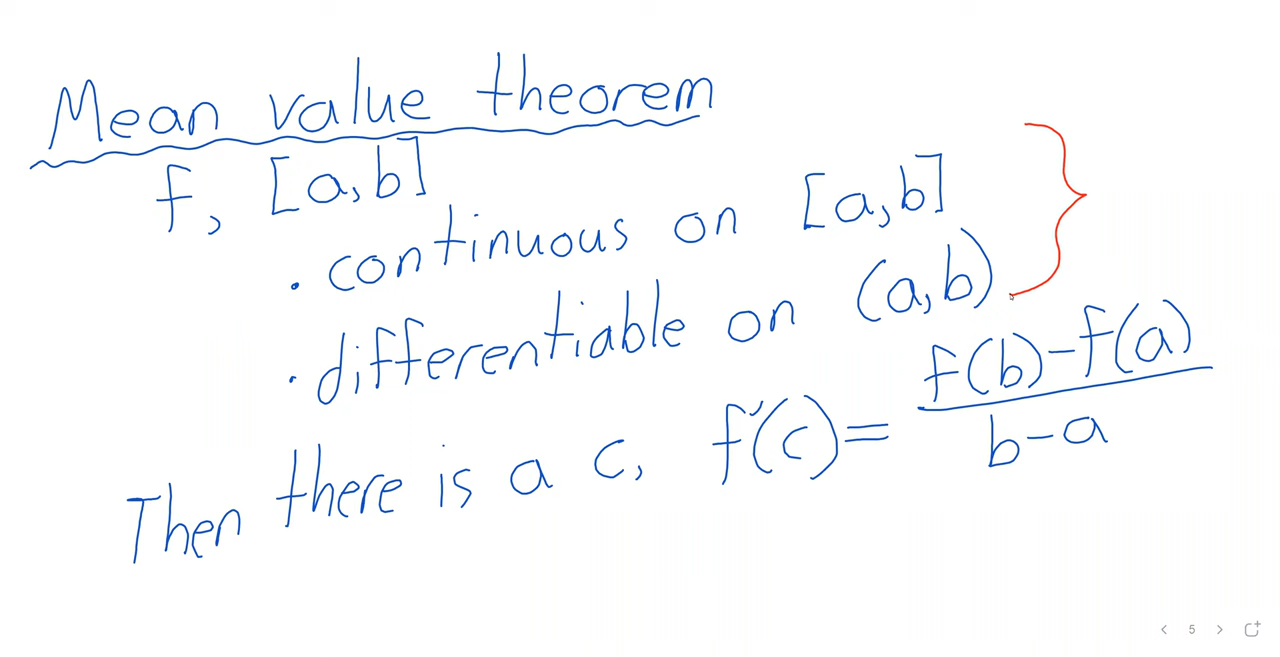 Mean value theorem
f, [a,b]
. continuous on [a,b]
. differentiable on (a,b)
Then there is a c, f'(c) = f(b)-f(a) / b-a
< 5 >